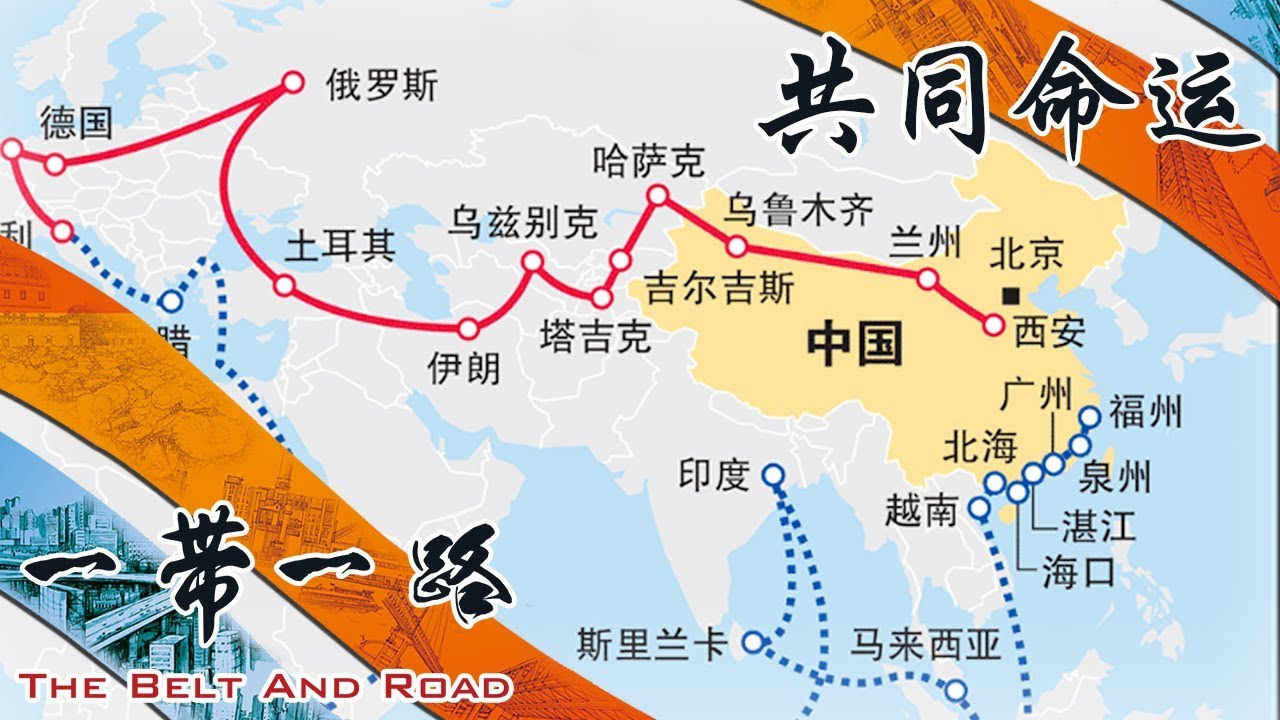 共同命运
俄罗斯
德国
哈萨克
乌鲁木齐
乌兹别克
利
土耳其
兰州
北京
吉尔吉斯
塔吉克
西安
中国
伊朗
腊
广州
福州
北海
印度
泉州
越南
湛江
海口
斯里兰卡
马来西亚
一带一路
THE BELT AND ROAD